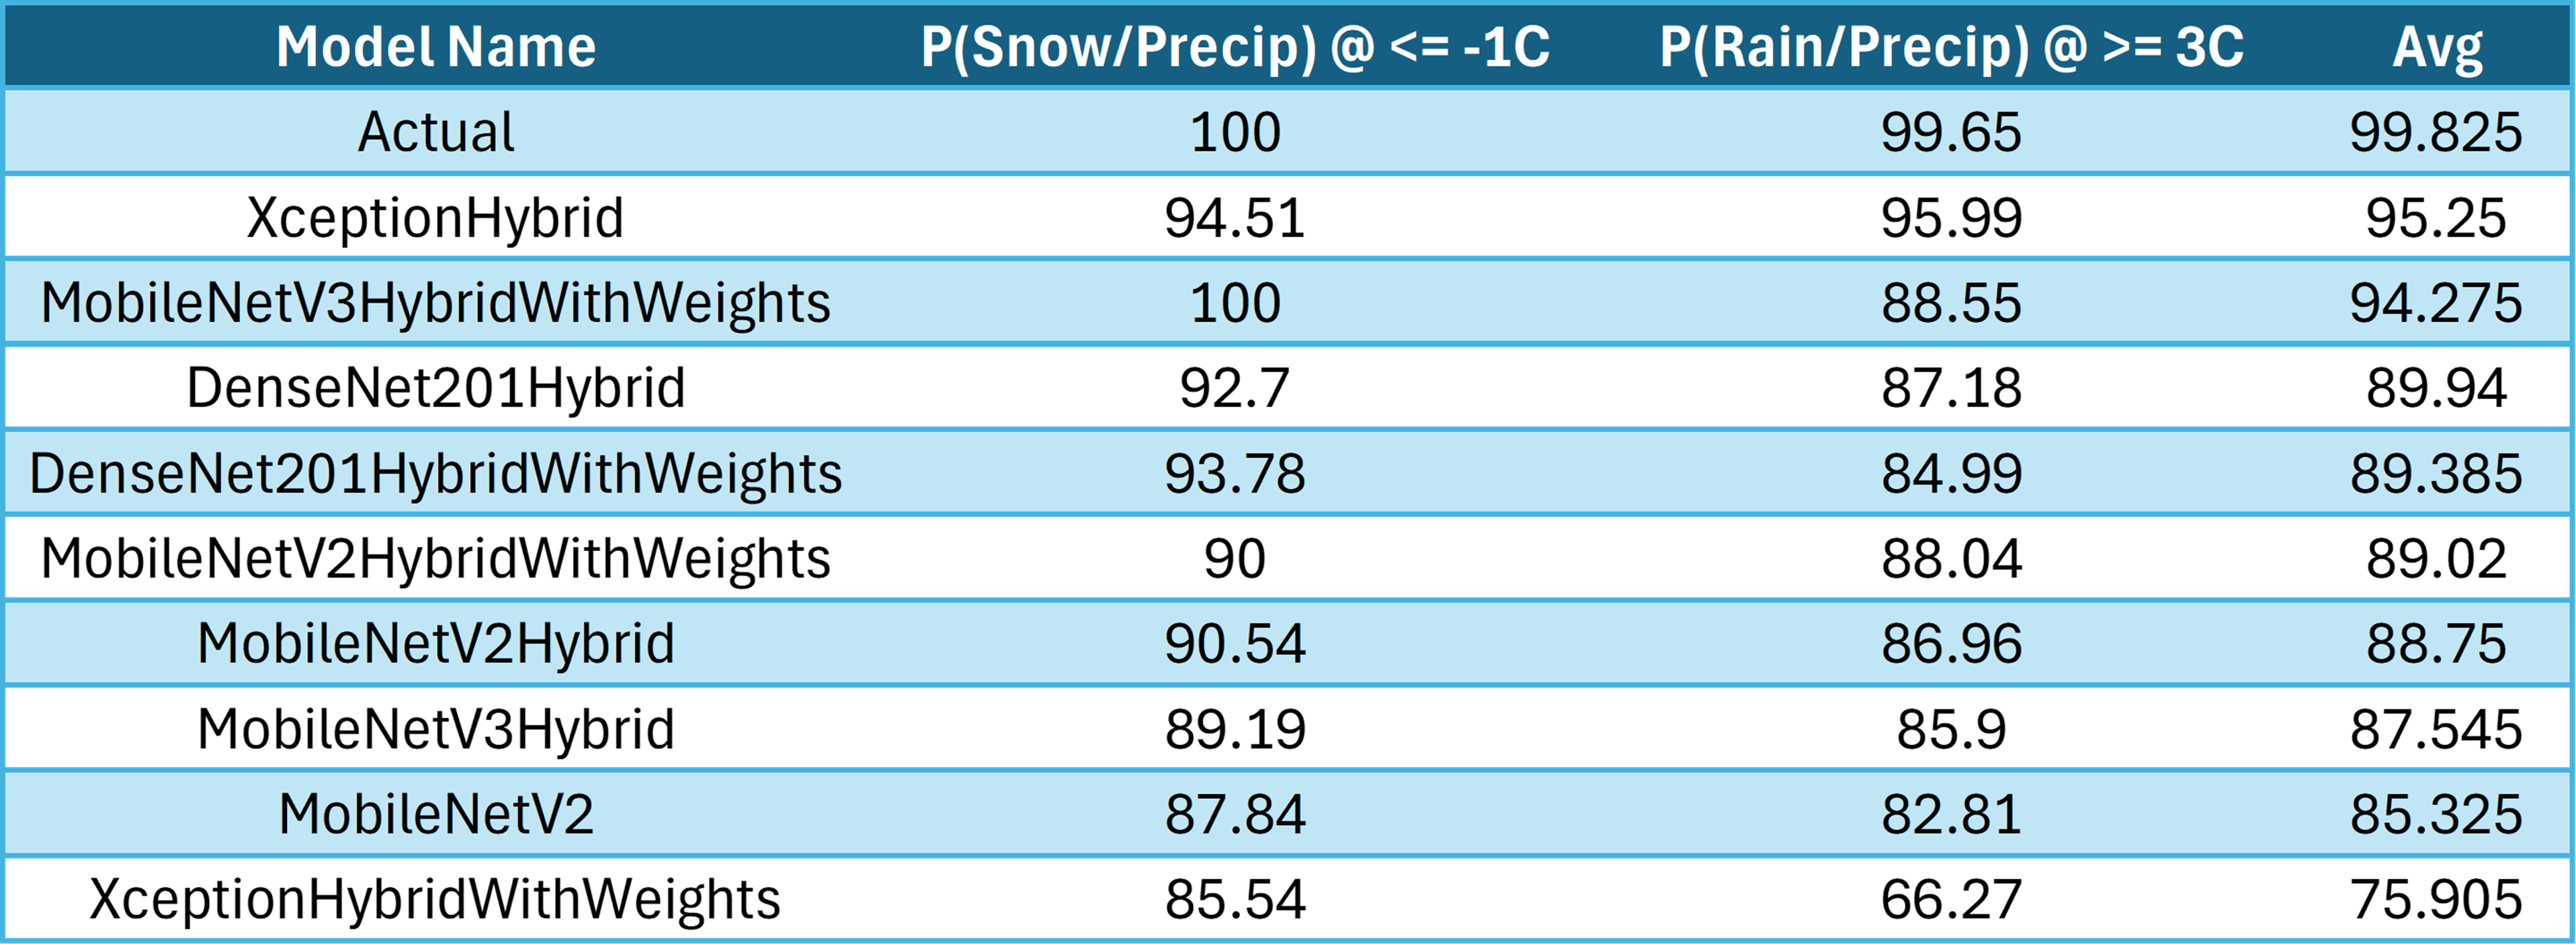 Model Name P(Snow/Precip) @ <= -1C P(Rain/Precip) @ >= 3C Avg
Actual 100 99.65 99.825
XceptionHybrid 94.51 95.99 95.25
MobileNetV3HybridWithWeights 100 88.55 94.275
DenseNet201Hybrid 92.7 87.18 89.94
DenseNet201HybridWithWeights 93.78 84.99 89.385
MobileNetV2HybridWithWeights 90 88.04 89.02
MobileNetV2Hybrid 90.54 86.96 88.75
MobileNetV3Hybrid 89.19 85.9 87.545
MobileNetV2 87.84 82.81 85.325
XceptionHybridWithWeights 85.54 66.27 75.905